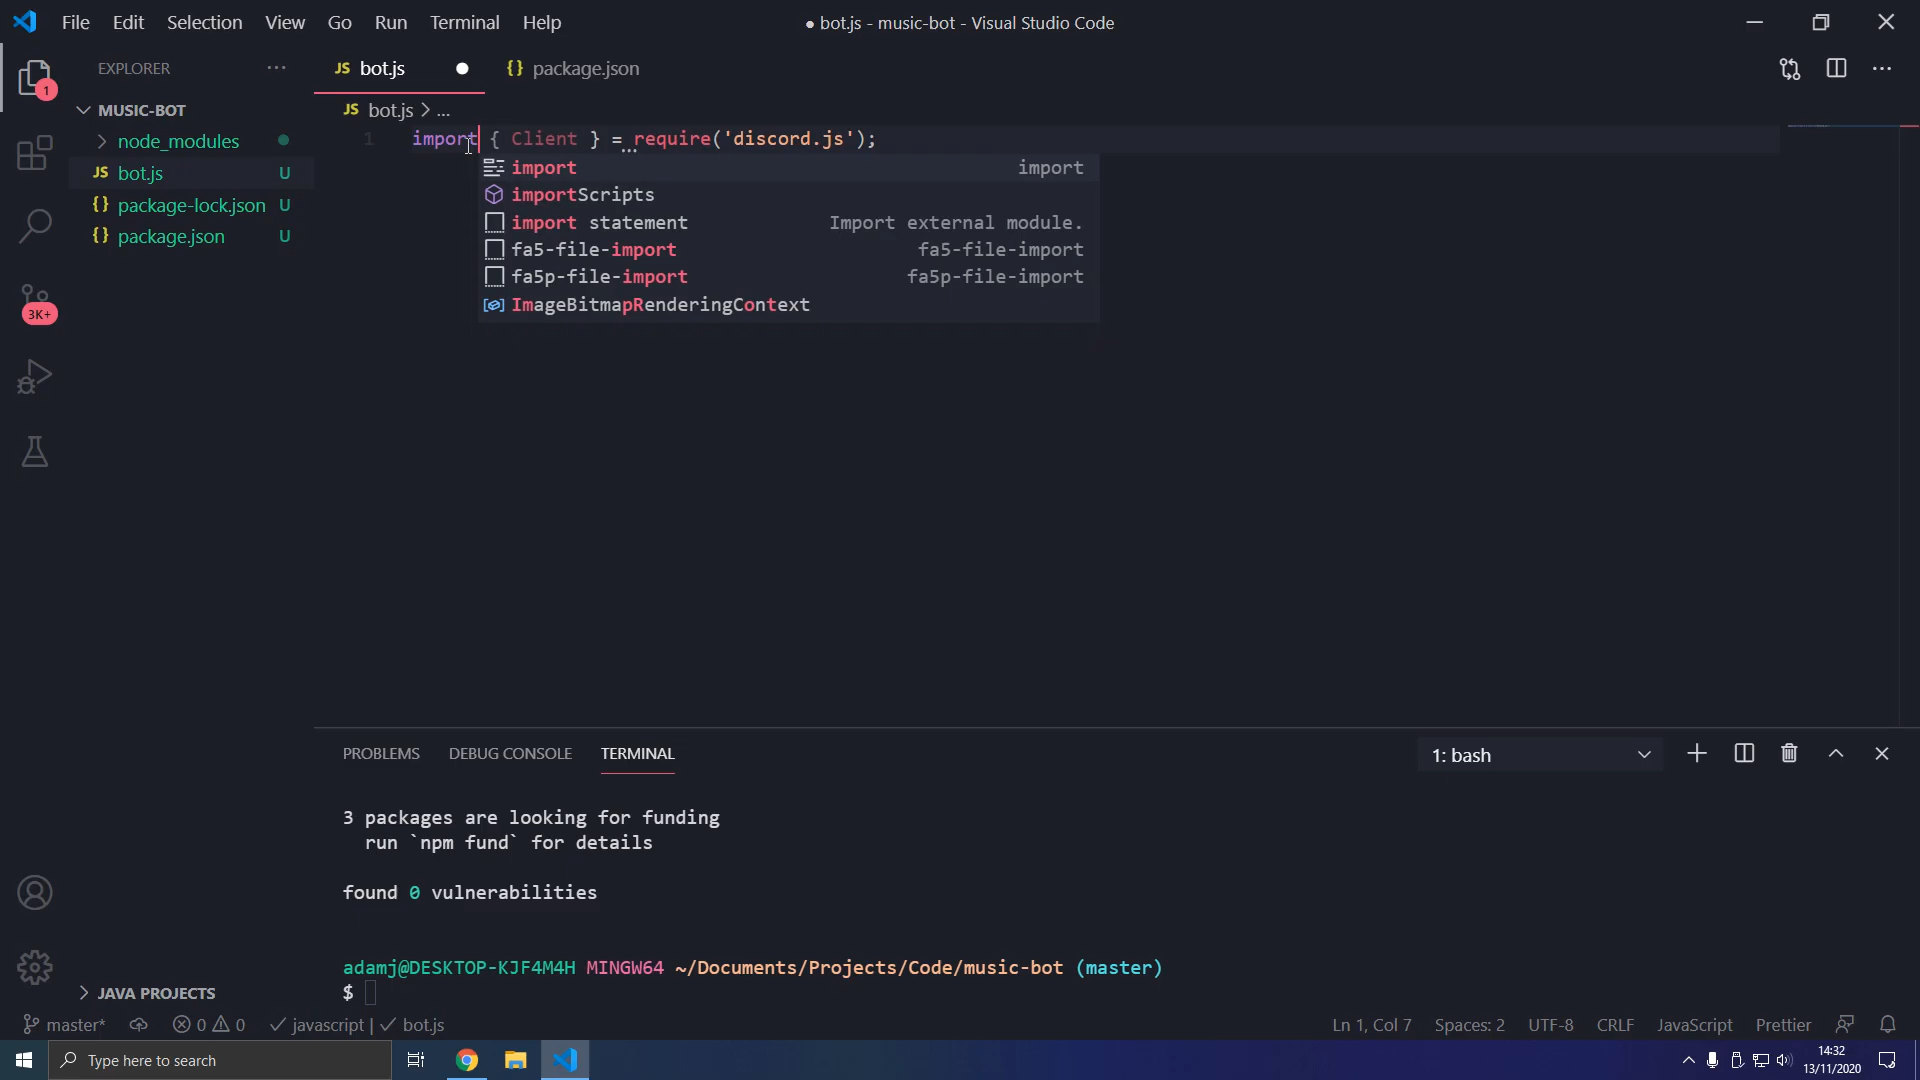 File Edit Selection View Go Run Terminal Help
● bot.js - music-bot - Visual Studio Code
EXPLORER ...
JS bot.js ●
{} package.json
1
MUSIC-BOT
JS bot.js > ...
node_modules
JS bot.js U
{} package-lock.json U
{} package.json U
3K+
1 import { Client } = require('discord.js');
import import
importScripts
import statement Import external module.
fa5-file-import fa5-file-import
fa5p-file-import fa5p-file-import
ImageBitmapRenderingContext
PROBLEMS DEBUG CONSOLE TERMINAL
1: bash
3 packages are looking for funding
run `npm fund` for details
found 0 vulnerabilities
adamj@DESKTOP-KJF4M4H MINGW64 ~/Documents/Projects/Code/music-bot (master)
$
JAVA PROJECTS
master* 0 0 javascript | bot.js
Ln 1, Col 7 Spaces: 2 UTF-8 CRLF JavaScript Prettier
Type here to search
14:32
13/11/2020